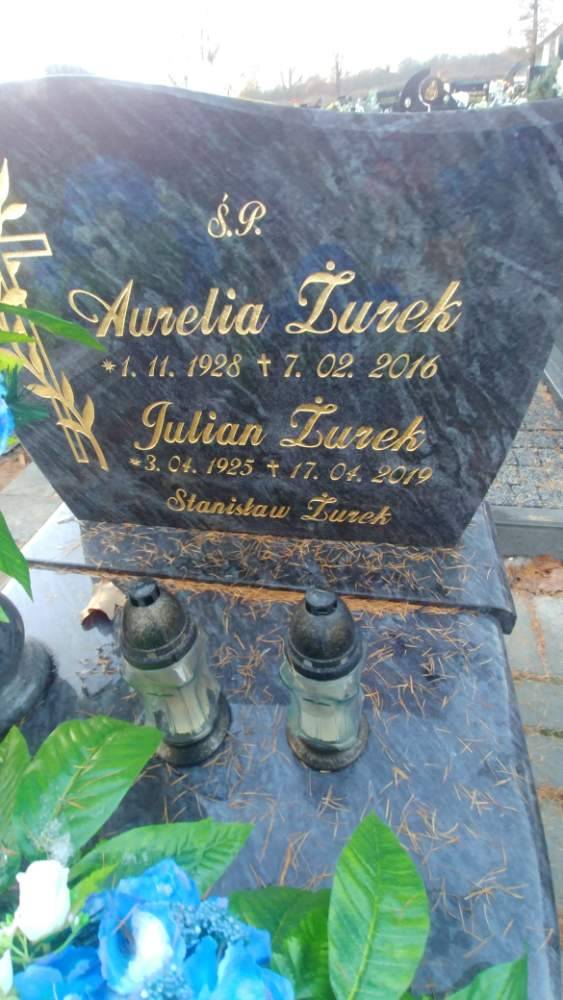 Ś.P.
Aurelia Żurek
*1. 11. 1928 ✝ 7. 02. 2016
Julian Żurek
*3. 04. 1925 ✝ 17. 04. 2019
Stanisław Żurek